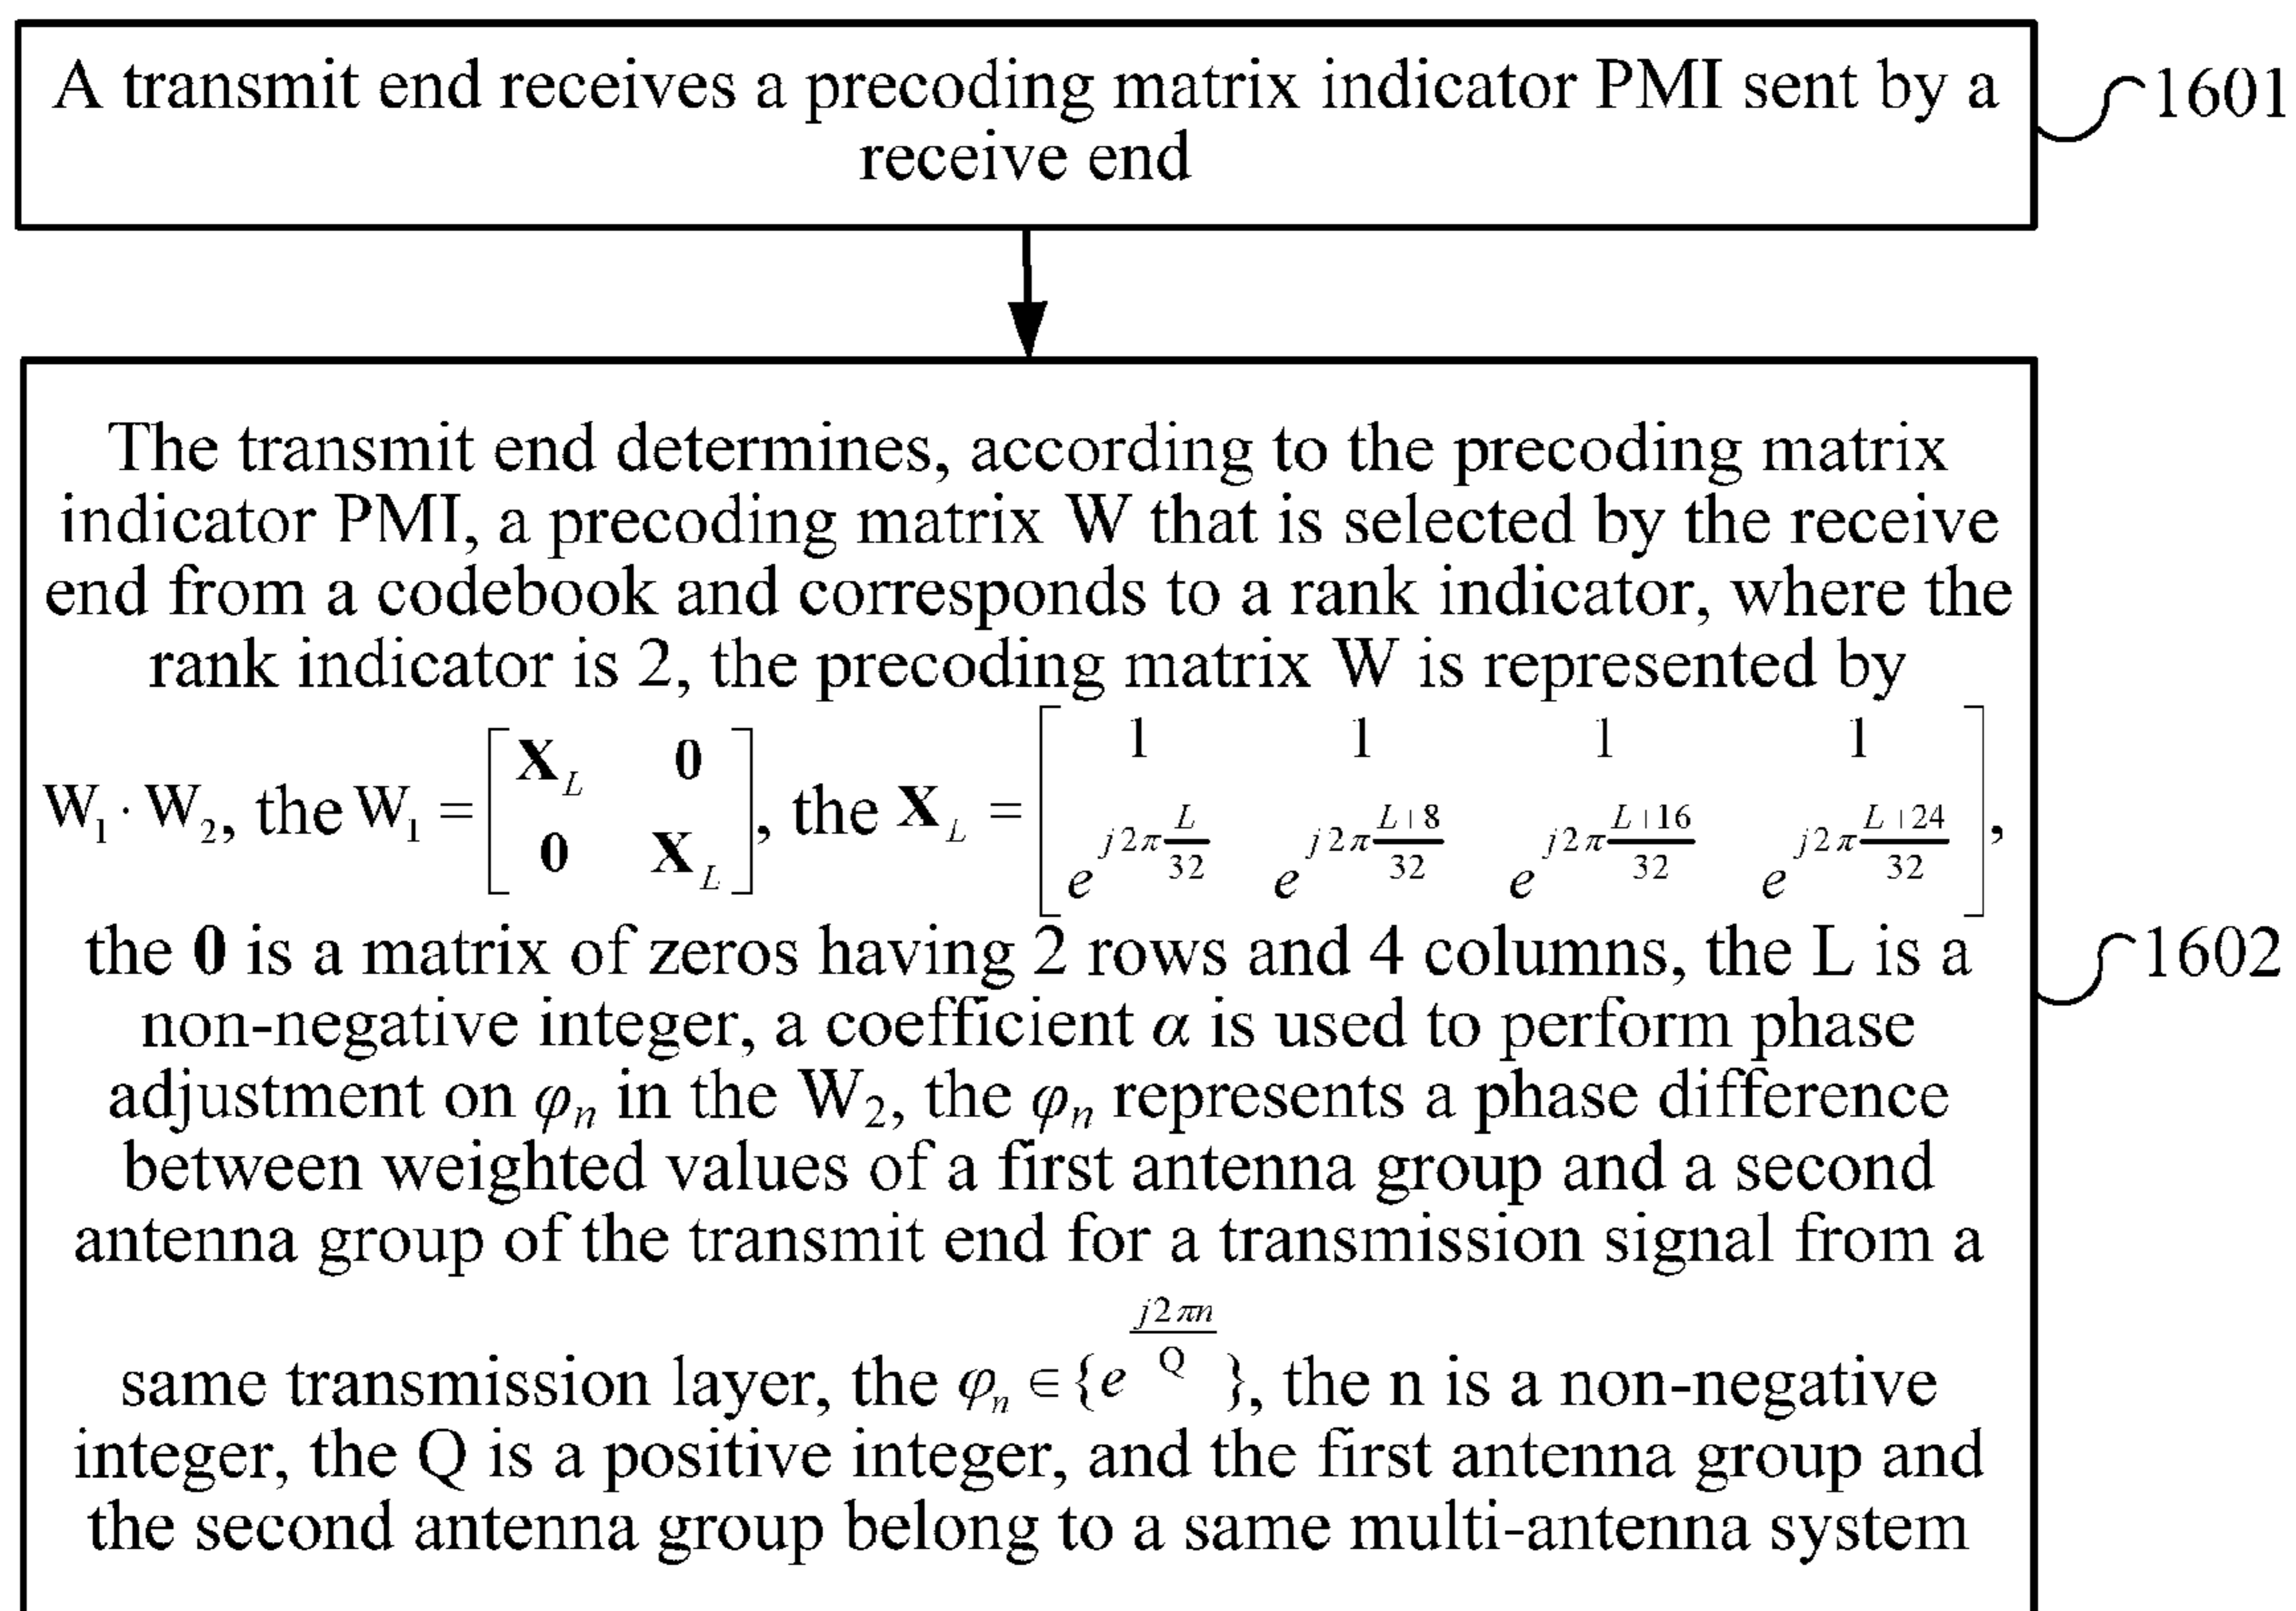 A transmit end receives a precoding matrix indicator PMI sent by a
receive end
1601
The transmit end determines, according to the precoding matrix
indicator PMI, a precoding matrix W that is selected by the receive
end from a codebook and corresponds to a rank indicator, where the
rank indicator is 2, the precoding matrix W is represented by
W₁ · W₂, the W₁ = [X_L 0; 0 X_L], the X_L = [1 1 1 1; e^{j2π L/32} e^{j2π (L+8)/32} e^{j2π (L+16)/32} e^{j2π (L+24)/32}],
the 0 is a matrix of zeros having 2 rows and 4 columns, the L is a
1602
non-negative integer, a coefficient α is used to perform phase
adjustment on φₙ in the W₂, the φₙ represents a phase difference
between weighted values of a first antenna group and a second
antenna group of the transmit end for a transmission signal from a
same transmission layer, the φₙ ∈ {e^{j2πn/Q}}, the n is a non-negative
integer, the Q is a positive integer, and the first antenna group and
the second antenna group belong to a same multi-antenna system